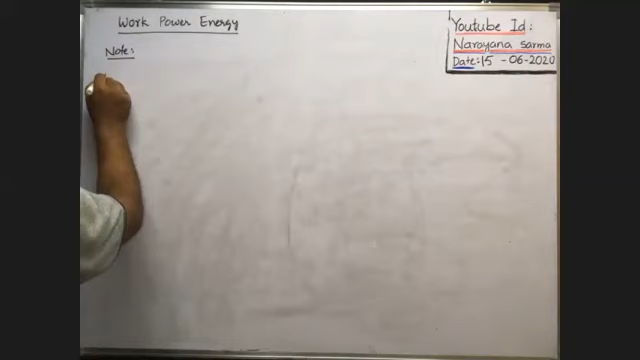 Work Power Energy
Note:
Youtube Id:
Narayana Sarma
Date:15 -06-2020